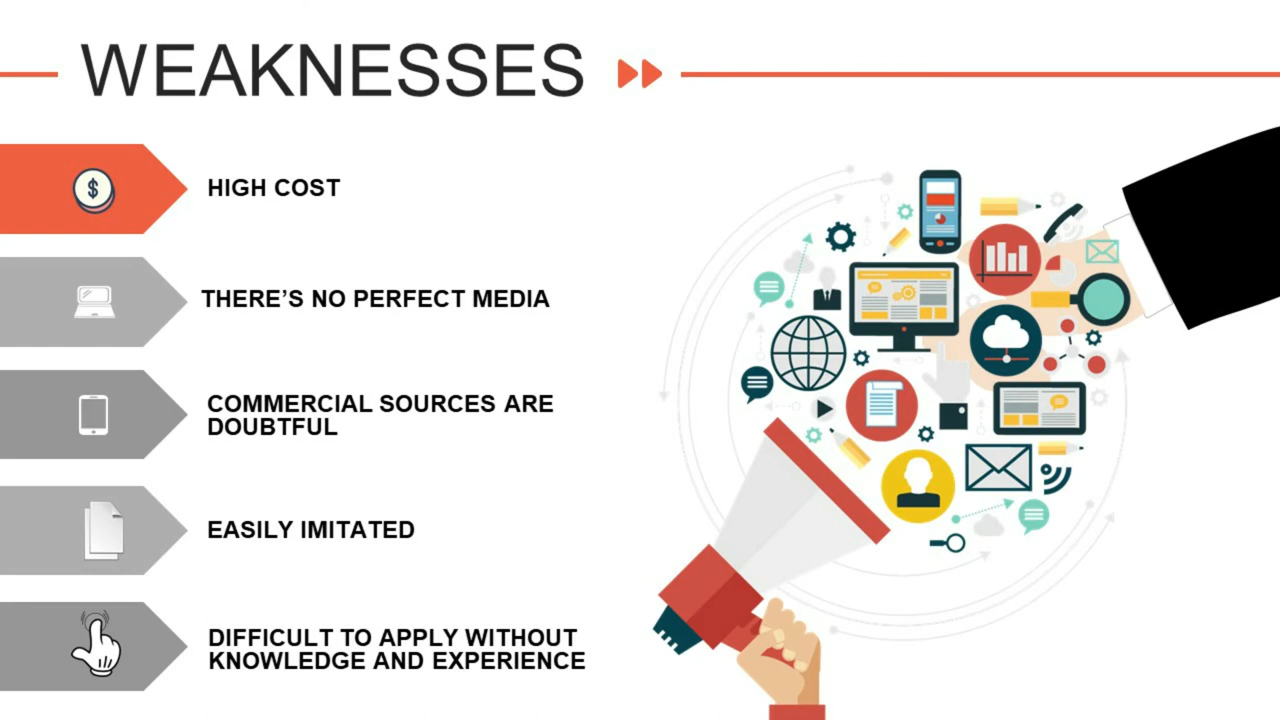 WEAKNESSES
$
HIGH COST
THERE’S NO PERFECT MEDIA
COMMERCIAL SOURCES ARE
DOUBTFUL
EASILY IMITATED
DIFFICULT TO APPLY WITHOUT
KNOWLEDGE AND EXPERIENCE